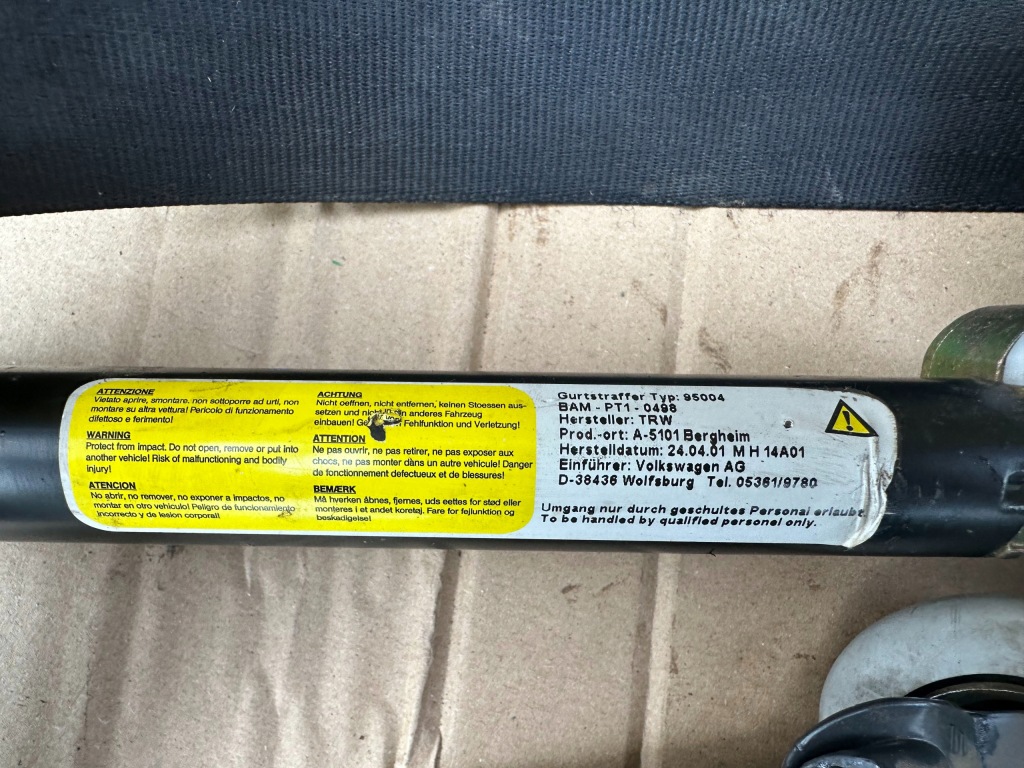 ATTENZIONE
Vietato aprire, smontare, non sottoporre ad urti, non
montare su altra vettura! Pericolo di funzionamento
difettoso e ferimento!
WARNING
Protect from impact. Do not open, remove or put into
another vehicle! Risk of malfunctioning and bodily
injury!
ATENCION
No abrir, no remover, no exponer a impactos, no
montar en otro vehiculo! Peligro de funcionamiento
incorrecto y de lesion corporal!
ACHTUNG
Nicht oeffnen, nicht entfernen, keinen Stoessen aus-
setzen und nicht in anderes Fahrzeug
einbauen! Fehlfunktion und Verletzung!
ATTENTION
Ne pas ouvrir, ne pas retirer, ne pas exposer aux
chocs, ne pas monter dàns un autre vehicule! Danger
de fonctionnement defectueux et de blessures!
BEMÆRK
Må hverken åbnes, fjernes, uds eettes for stød eller
monteres i et andet koretøj. Fare for fejlunktion og
beskadigelse!
Gurtstraffer Typ: 95004
BAM - PT1 - 0498
Hersteller: TRW
Prod.-ort: A-5101 Bergheim
Herstelldatum: 24.04.01 M H 14A01
Einführer: Volkswagen AG
D-38436 Wolfsburg Tel. 05361/9780
Umgang nur durch geschultes Personal erlaubt
To be handled by qualified personel only.